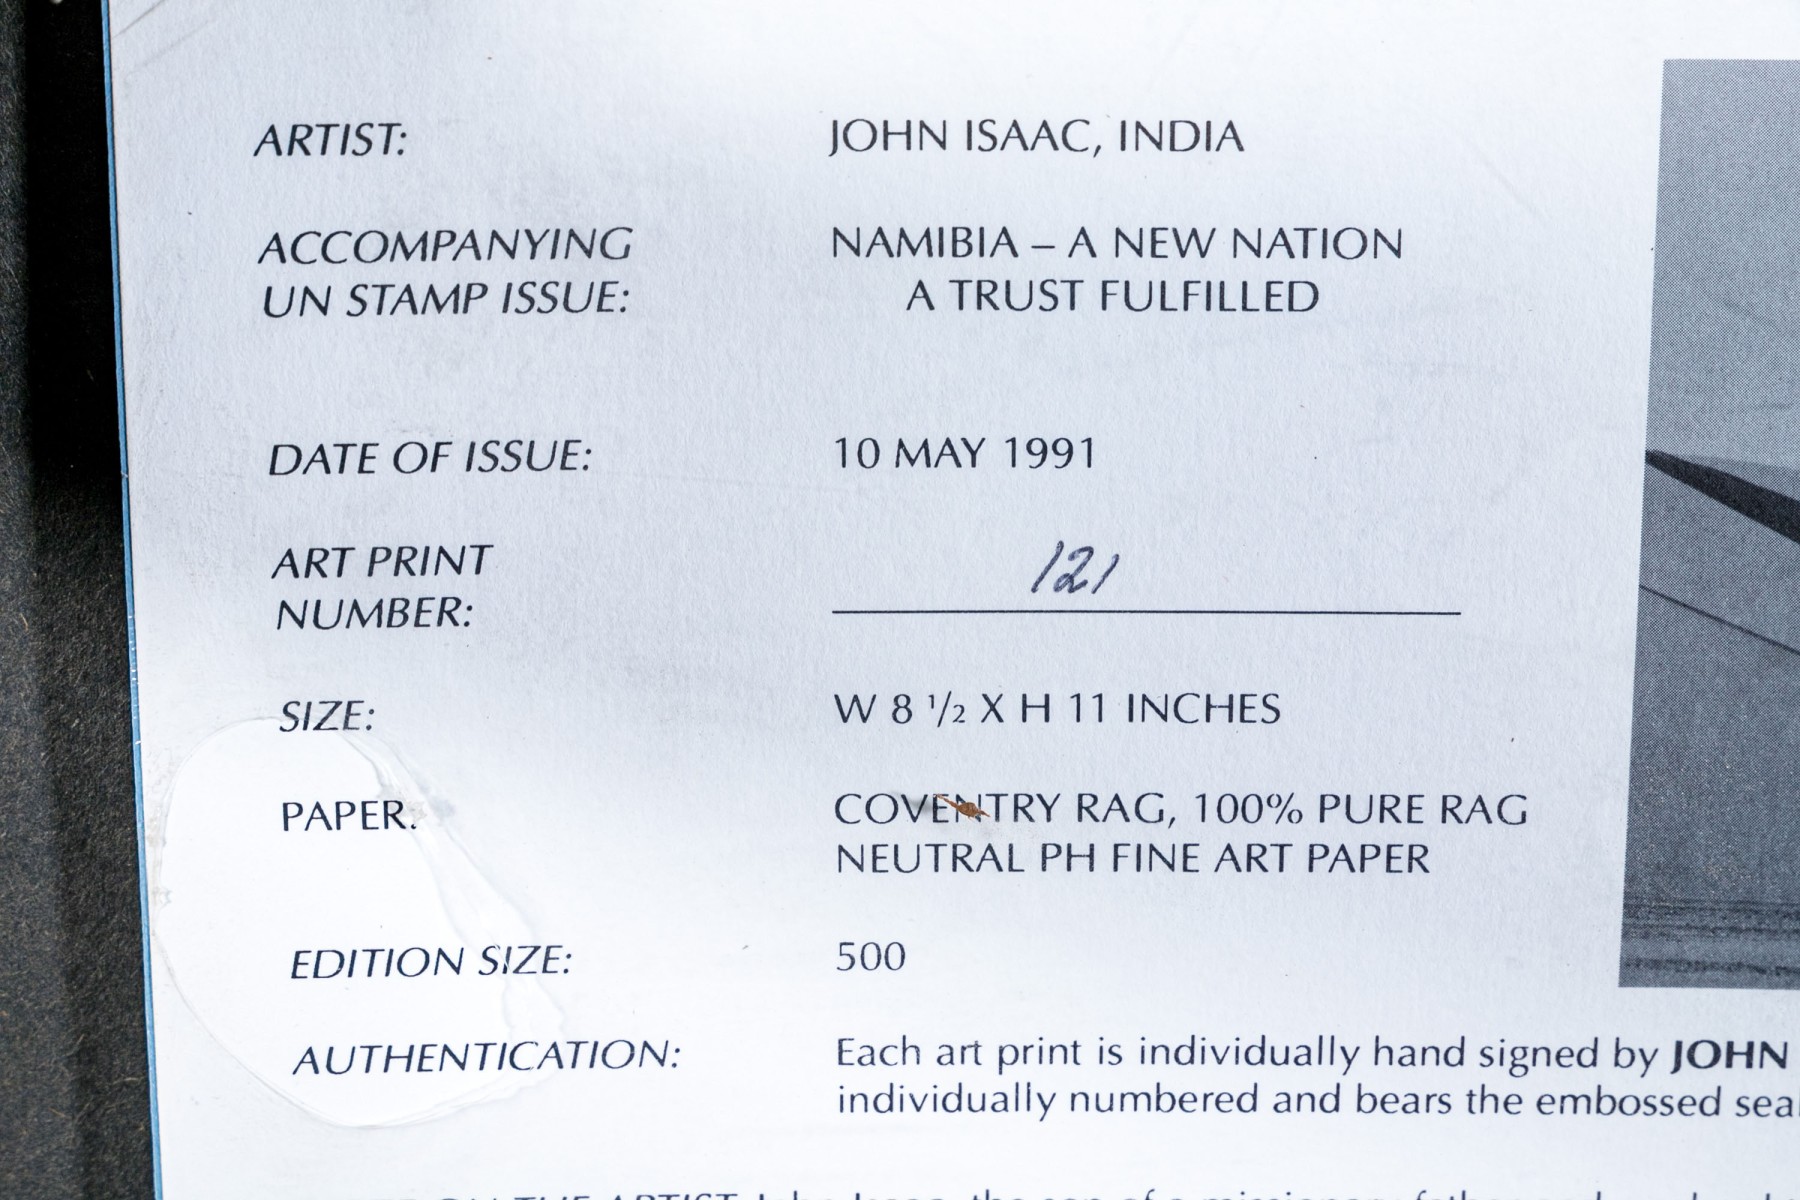 ARTIST: JOHN ISAAC, INDIA
ACCOMPANYING NAMIBIA – A NEW NATION
UN STAMP ISSUE: A TRUST FULFILLED
DATE OF ISSUE: 10 MAY 1991
ART PRINT
NUMBER: 121
SIZE: W 8 1/2 X H 11 INCHES
PAPER: COVENTRY RAG, 100% PURE RAG
NEUTRAL PH FINE ART PAPER
EDITION SIZE: 500
AUTHENTICATION: Each art print is individually hand signed by JOHN
individually numbered and bears the embossed